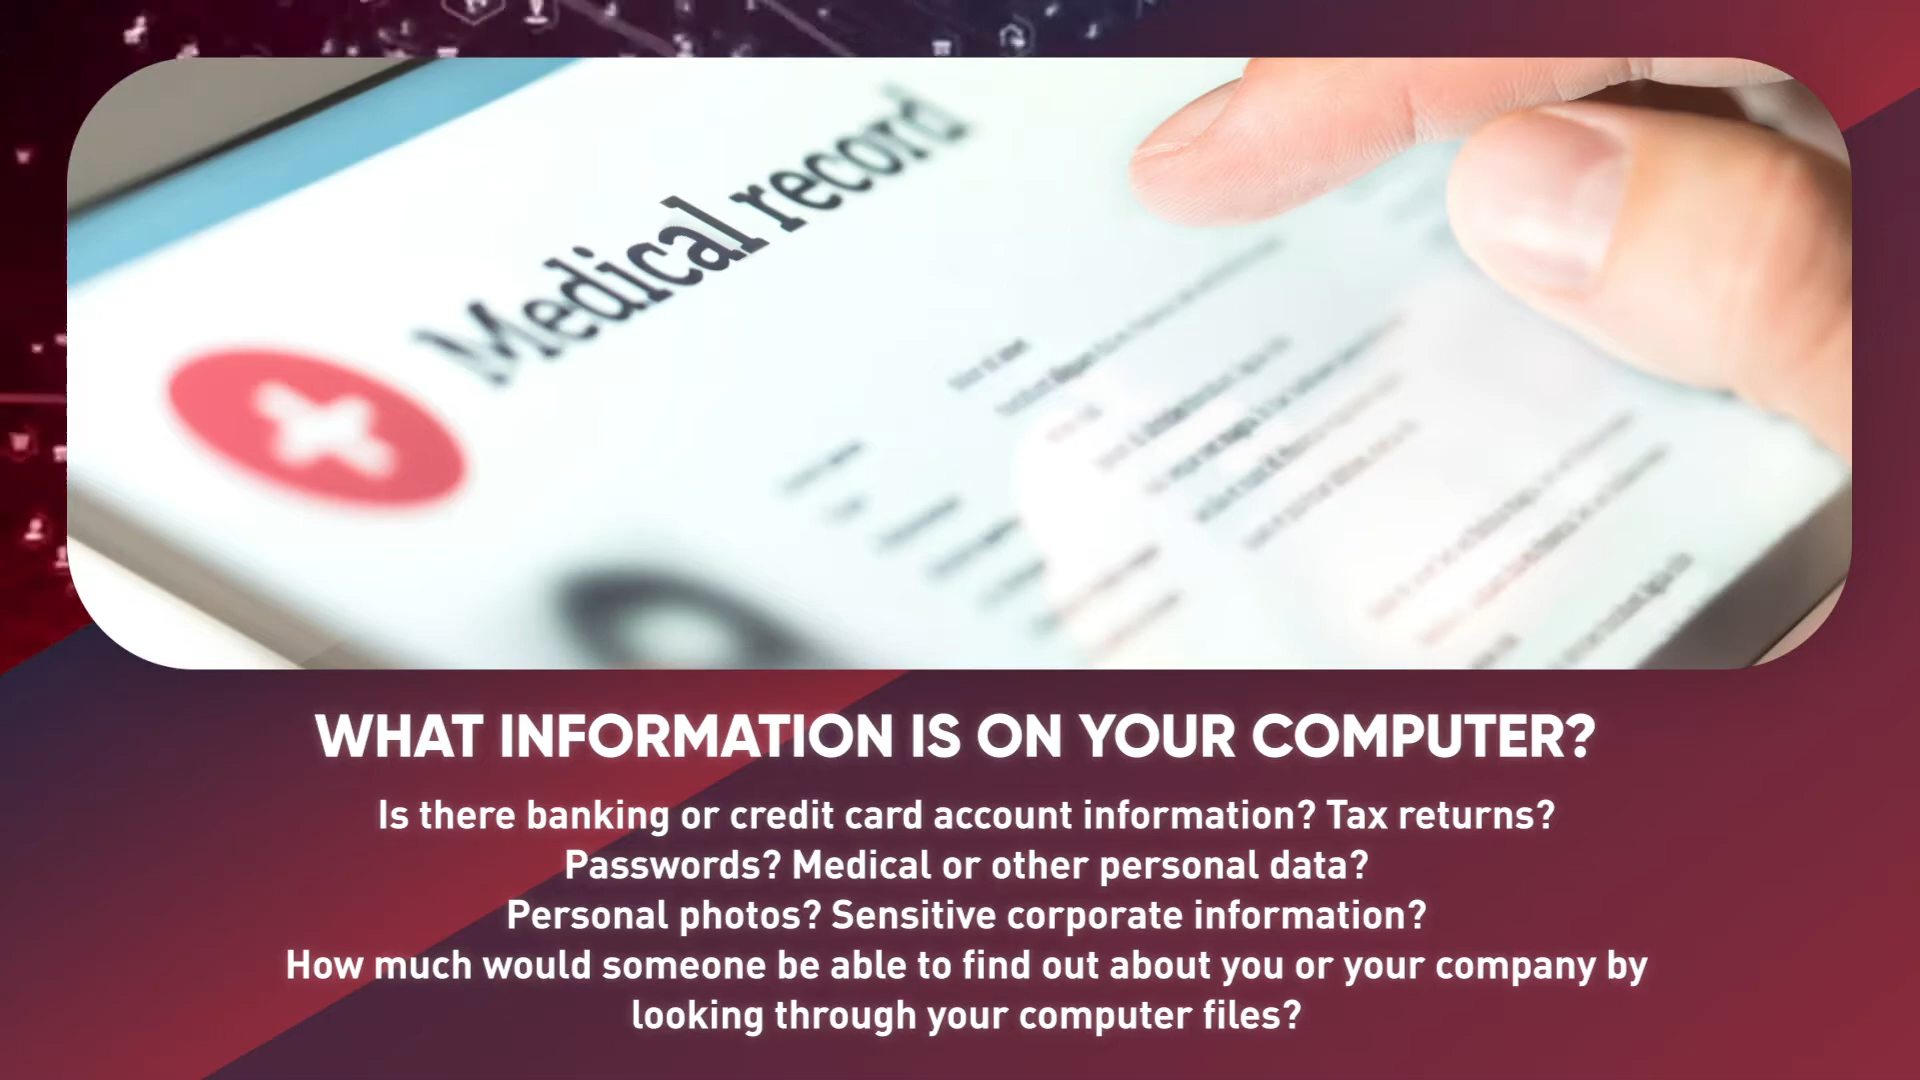 Medical record
WHAT INFORMATION IS ON YOUR COMPUTER?
Is there banking or credit card account information? Tax returns?
Passwords? Medical or other personal data?
Personal photos? Sensitive corporate information?
How much would someone be able to find out about you or your company by
looking through your computer files?